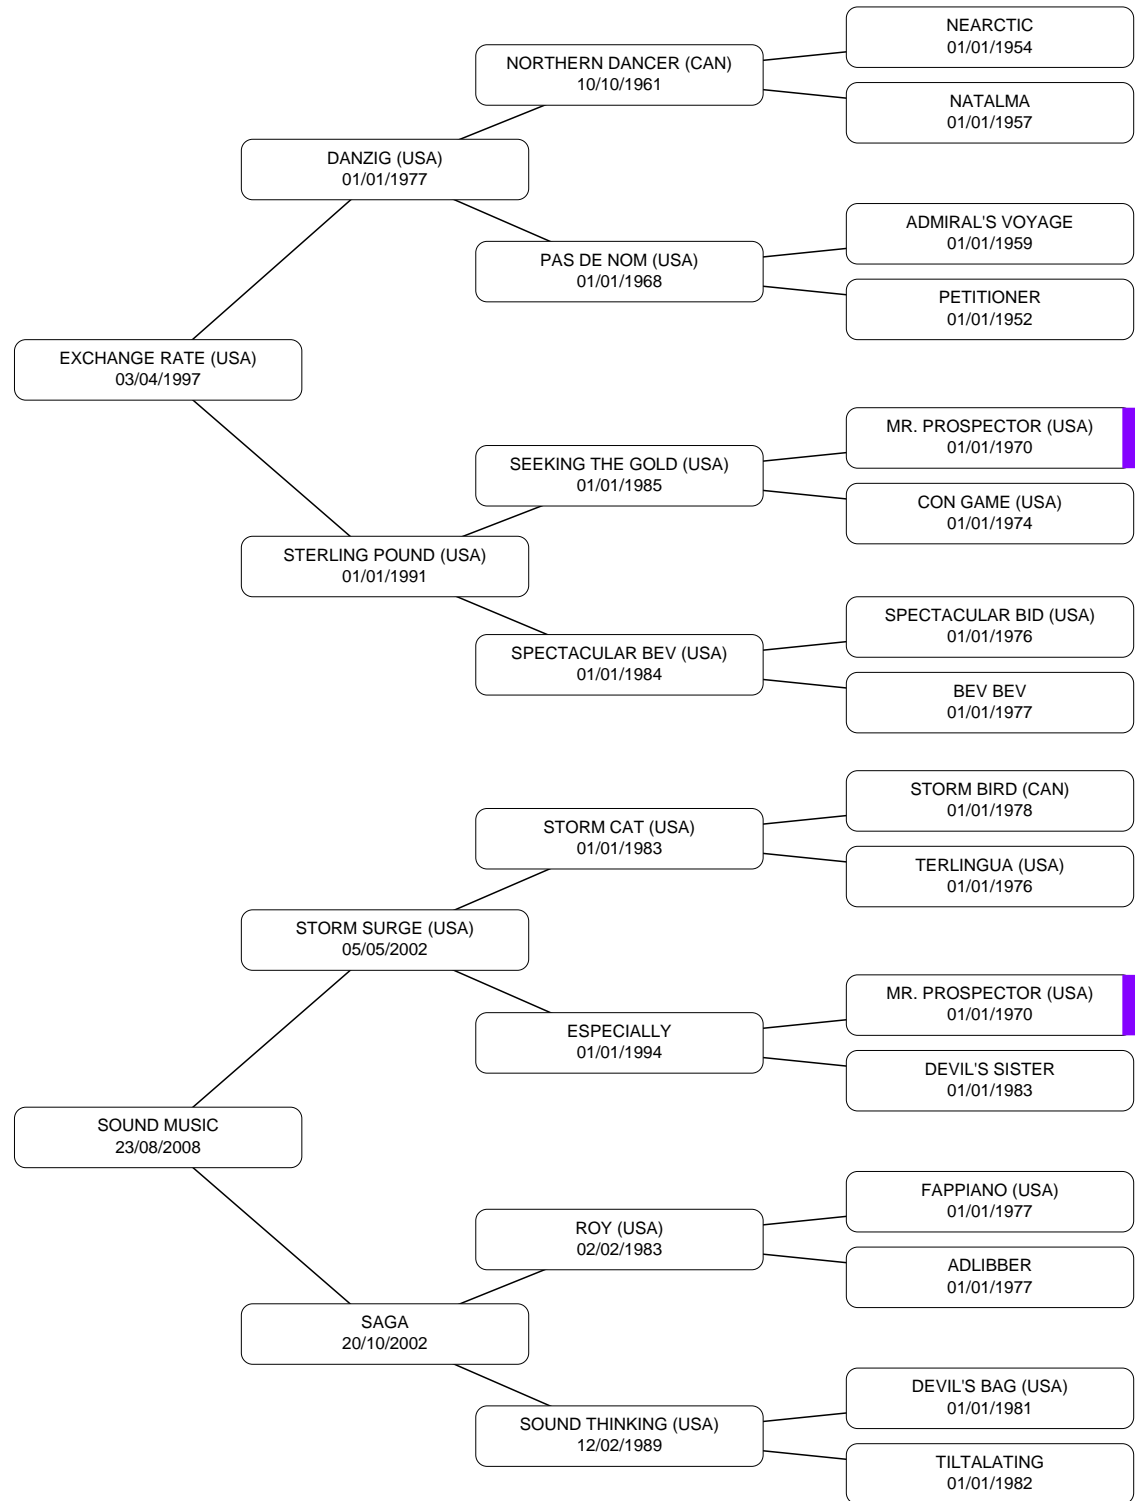 NEARCTIC
01/01/1954
NORTHERN DANCER (CAN)
10/10/1961
NATALMA
01/01/1957
DANZIG (USA)
01/01/1977
ADMIRAL'S VOYAGE
01/01/1959
PAS DE NOM (USA)
01/01/1968
PETITIONER
01/01/1952
EXCHANGE RATE (USA)
03/04/1997
MR. PROSPECTOR (USA)
01/01/1970
SEEKING THE GOLD (USA)
01/01/1985
CON GAME (USA)
01/01/1974
STERLING POUND (USA)
01/01/1991
SPECTACULAR BID (USA)
01/01/1976
SPECTACULAR BEV (USA)
01/01/1984
BEV BEV
01/01/1977
STORM BIRD (CAN)
01/01/1978
STORM CAT (USA)
01/01/1983
TERLINGUA (USA)
01/01/1976
STORM SURGE (USA)
05/05/2002
MR. PROSPECTOR (USA)
01/01/1970
ESPECIALLY
01/01/1994
DEVIL'S SISTER
01/01/1983
SOUND MUSIC
23/08/2008
FAPPIANO (USA)
01/01/1977
ROY (USA)
02/02/1983
ADLIBBER
01/01/1977
SAGA
20/10/2002
DEVIL'S BAG (USA)
01/01/1981
SOUND THINKING (USA)
12/02/1989
TILTALATING
01/01/1982